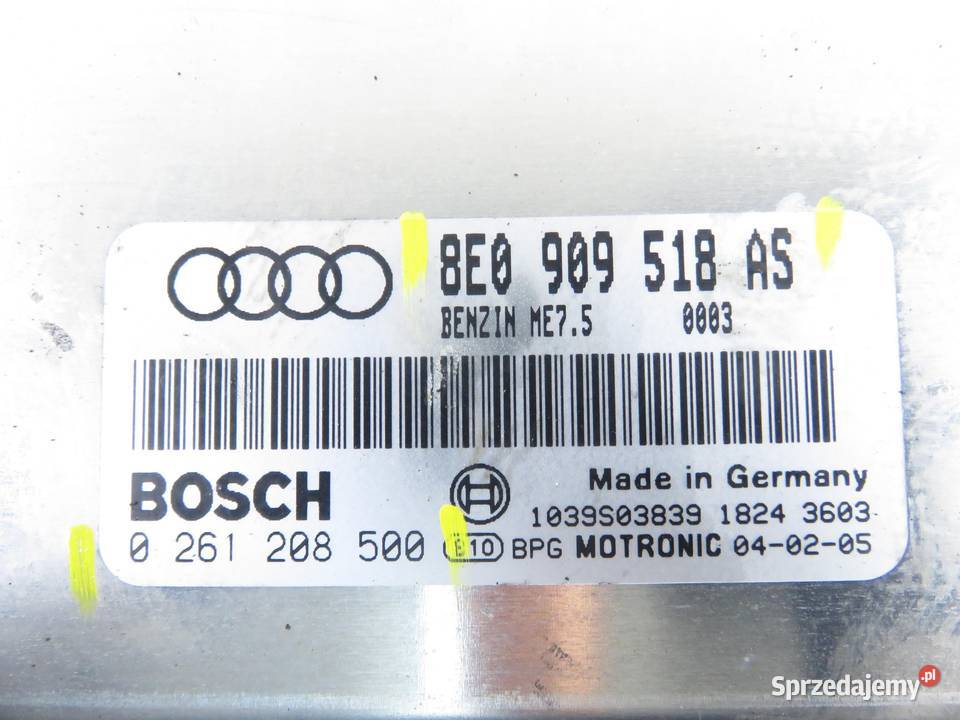 8E0 909 518 AS
BENZIN ME7.5 0003
BOSCH
Made in Germany
1039S03839 1824 3603
0 261 208 500 E10 BPG MOTRONIC 04-02-05
Sprzedajemy.pl